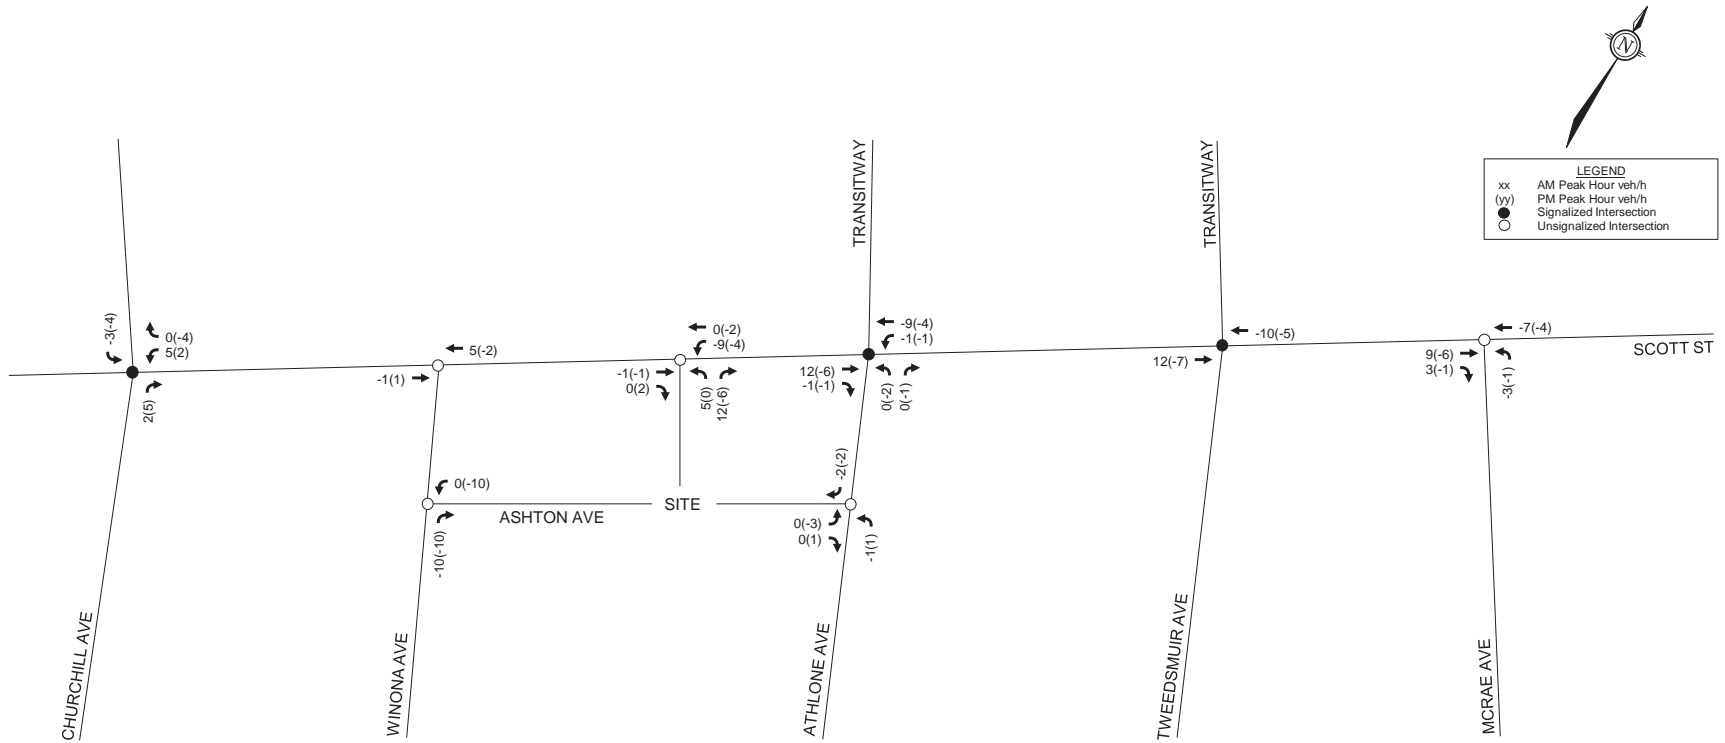 N
TRANSITWAY
TRANSITWAY
LEGEND
xx AM Peak Hour veh/h
(yy) PM Peak Hour veh/h
Signalized Intersection
Unsignalized Intersection
-3(-4)
0(-4)
5(2)
2(5)
5(-2)
-1(1)
0(-2)
-9(-4)
-1(-1)
0(2)
5(0)
12(-6)
-9(-4)
-1(-1)
12(-6)
-1(-1)
0(-2)
0(-1)
-10(-5)
12(-7)
-7(-4)
9(-6)
3(-1)
-3(-1)
SCOTT ST
0(-10)
-10(-10)
ASHTON AVE
SITE
-2(-2)
0(-3)
0(1)
-1(1)
CHURCHILL AVE
WINONA AVE
ATHLONE AVE
TWEEDSMUIR AVE
MCRAE AVE